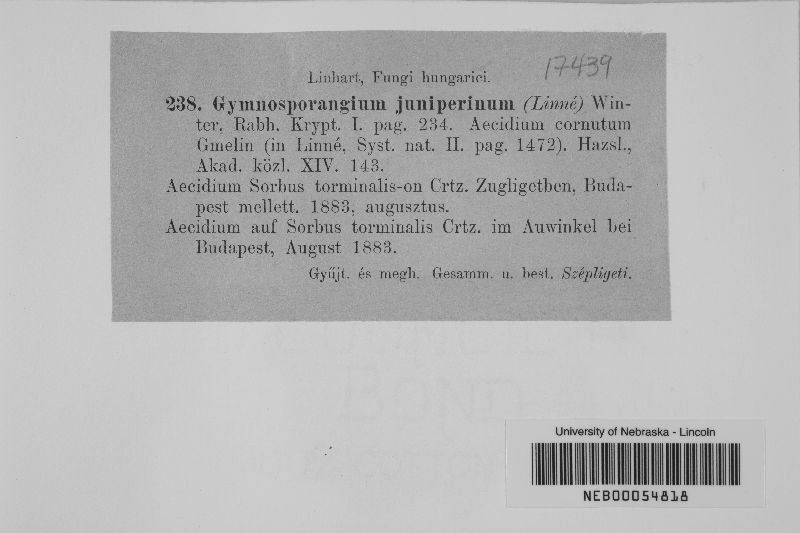 Linhart, Fungi hungarici.
17439
238. Gymnosporangium juniperinum (Linné) Win-
ter, Rabh. Krypt. I. pag. 234. Aecidium cornutum
Gmelin (in Linné, Syst. nat. II. pag. 1472). Hazsl.,
Akad. közl. XIV. 143.
Aecidium Sorbus torminalis-on Crtz. Zugligetben, Buda-
pest mellett. 1883, augusztus.
Aecidium auf Sorbus torminalis Crtz. im Auwinkel bei
Budapest, August 1883.
Gyűjt. és megh. Gesamm. u. best. Szépligeti.
BOND
COTTON
University of Nebraska - Lincoln
NEB00054818